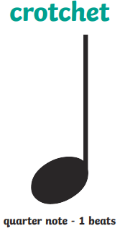 crotchet
quarter note - 1 beats